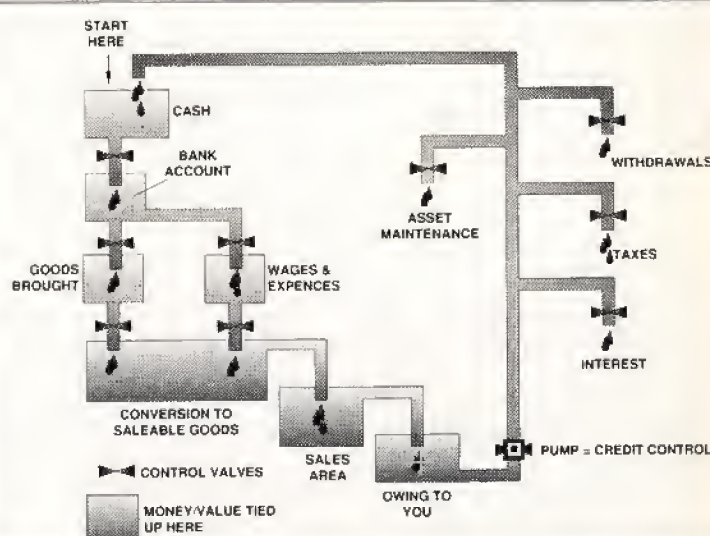 START
HERE
CASH
BANK
ACCOUNT
GOODS
BROUGHT
WAGES &
EXPENCES
ASSET
MAINTENANCE
WITHDRAWALS
TAXES
INTEREST
CONVERSION TO
SALEABLE GOODS
SALES
AREA
OWING TO
YOU
PUMP = CREDIT CONTROL
CONTROL VALVES
MONEY/VALUE TIED
UP HERE